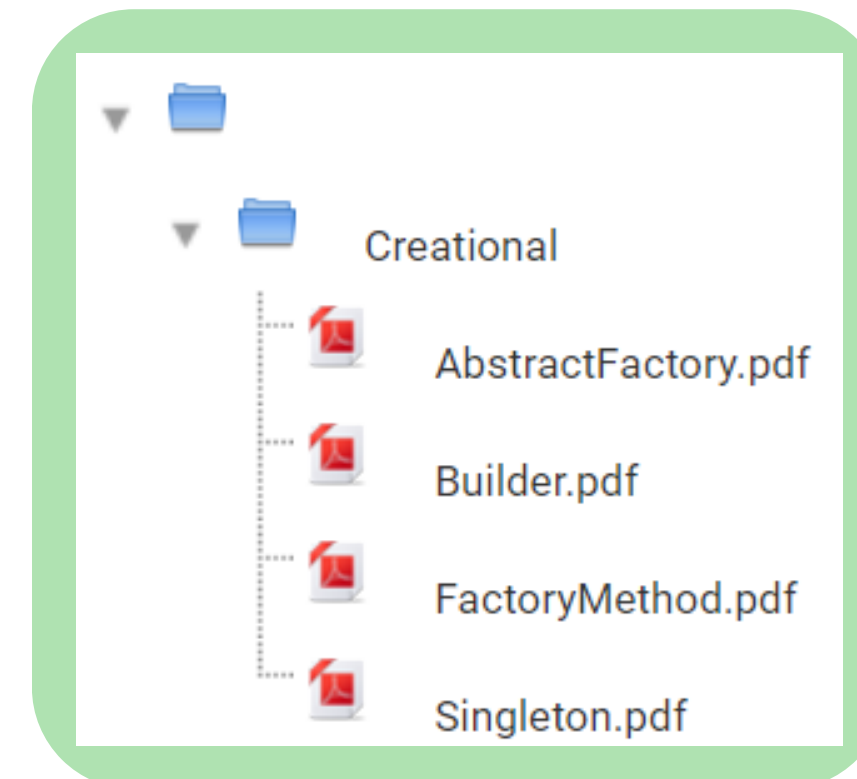 Creational
AbstractFactory.pdf
Builder.pdf
FactoryMethod.pdf
Singleton.pdf